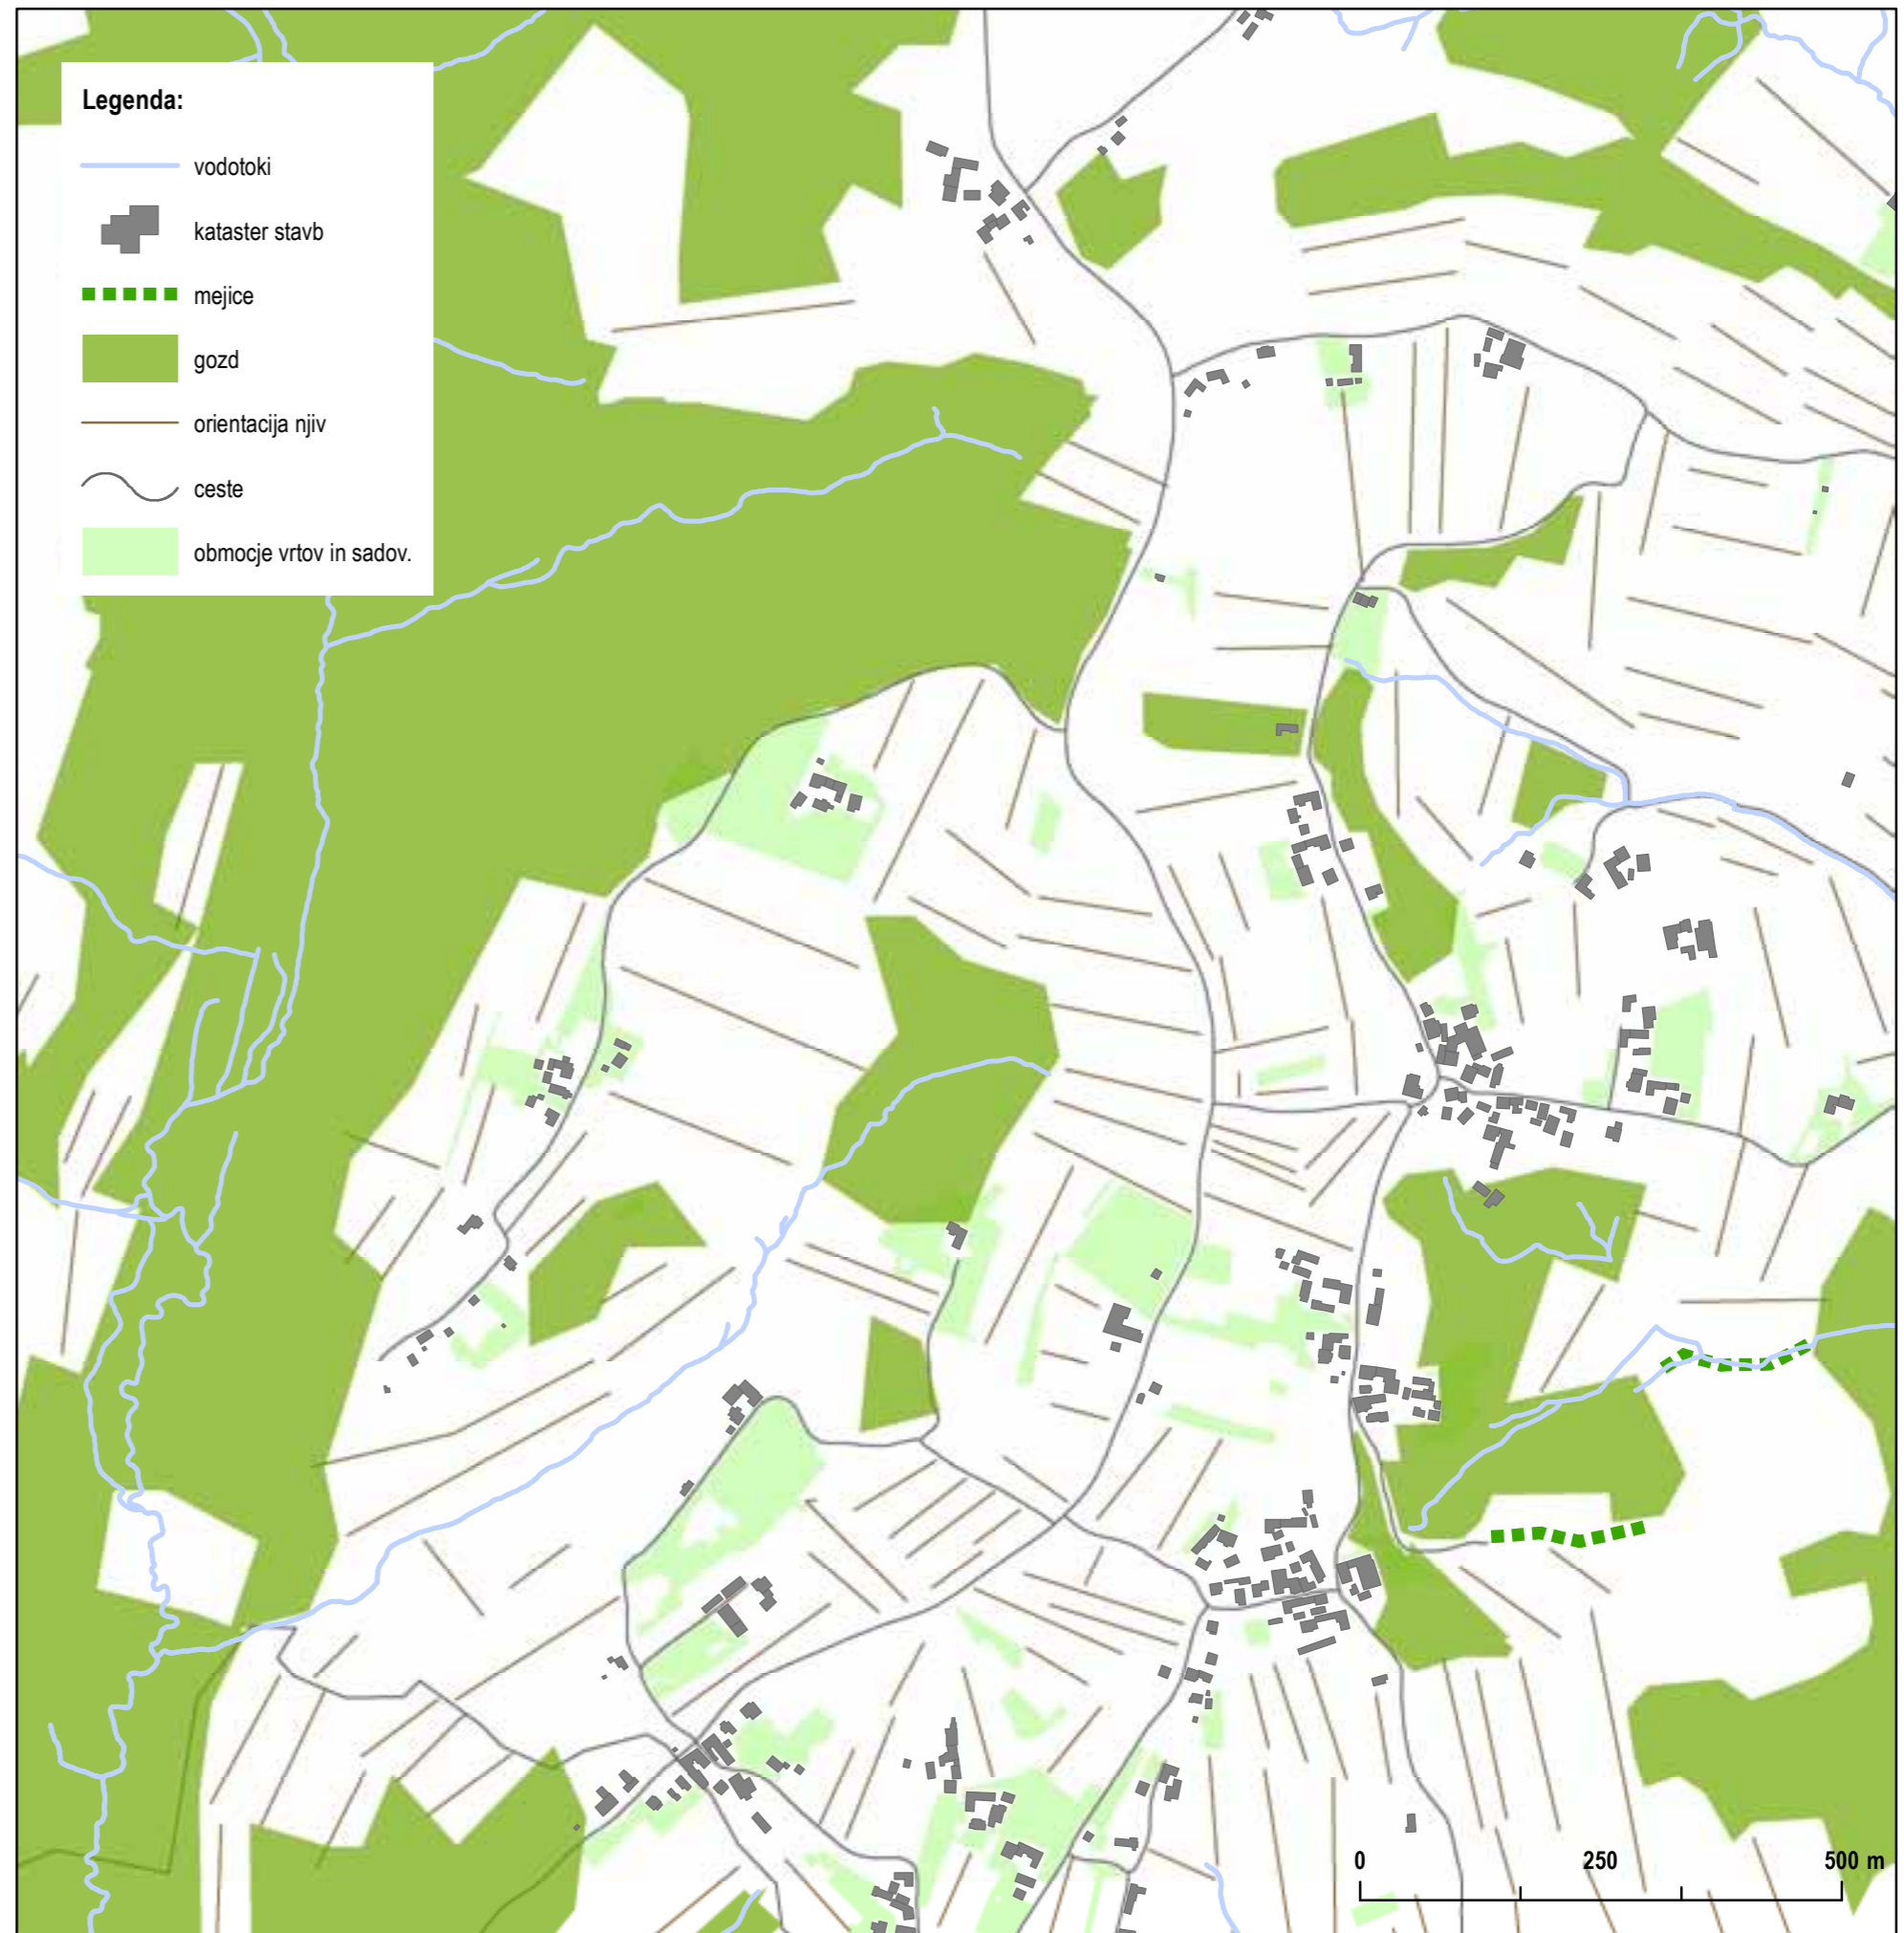 Legenda:
vodotoki
kataster stavb
mejice
gozd
orientacija njiv
ceste
obmocje vrtov in sadov.
0 250 500 m